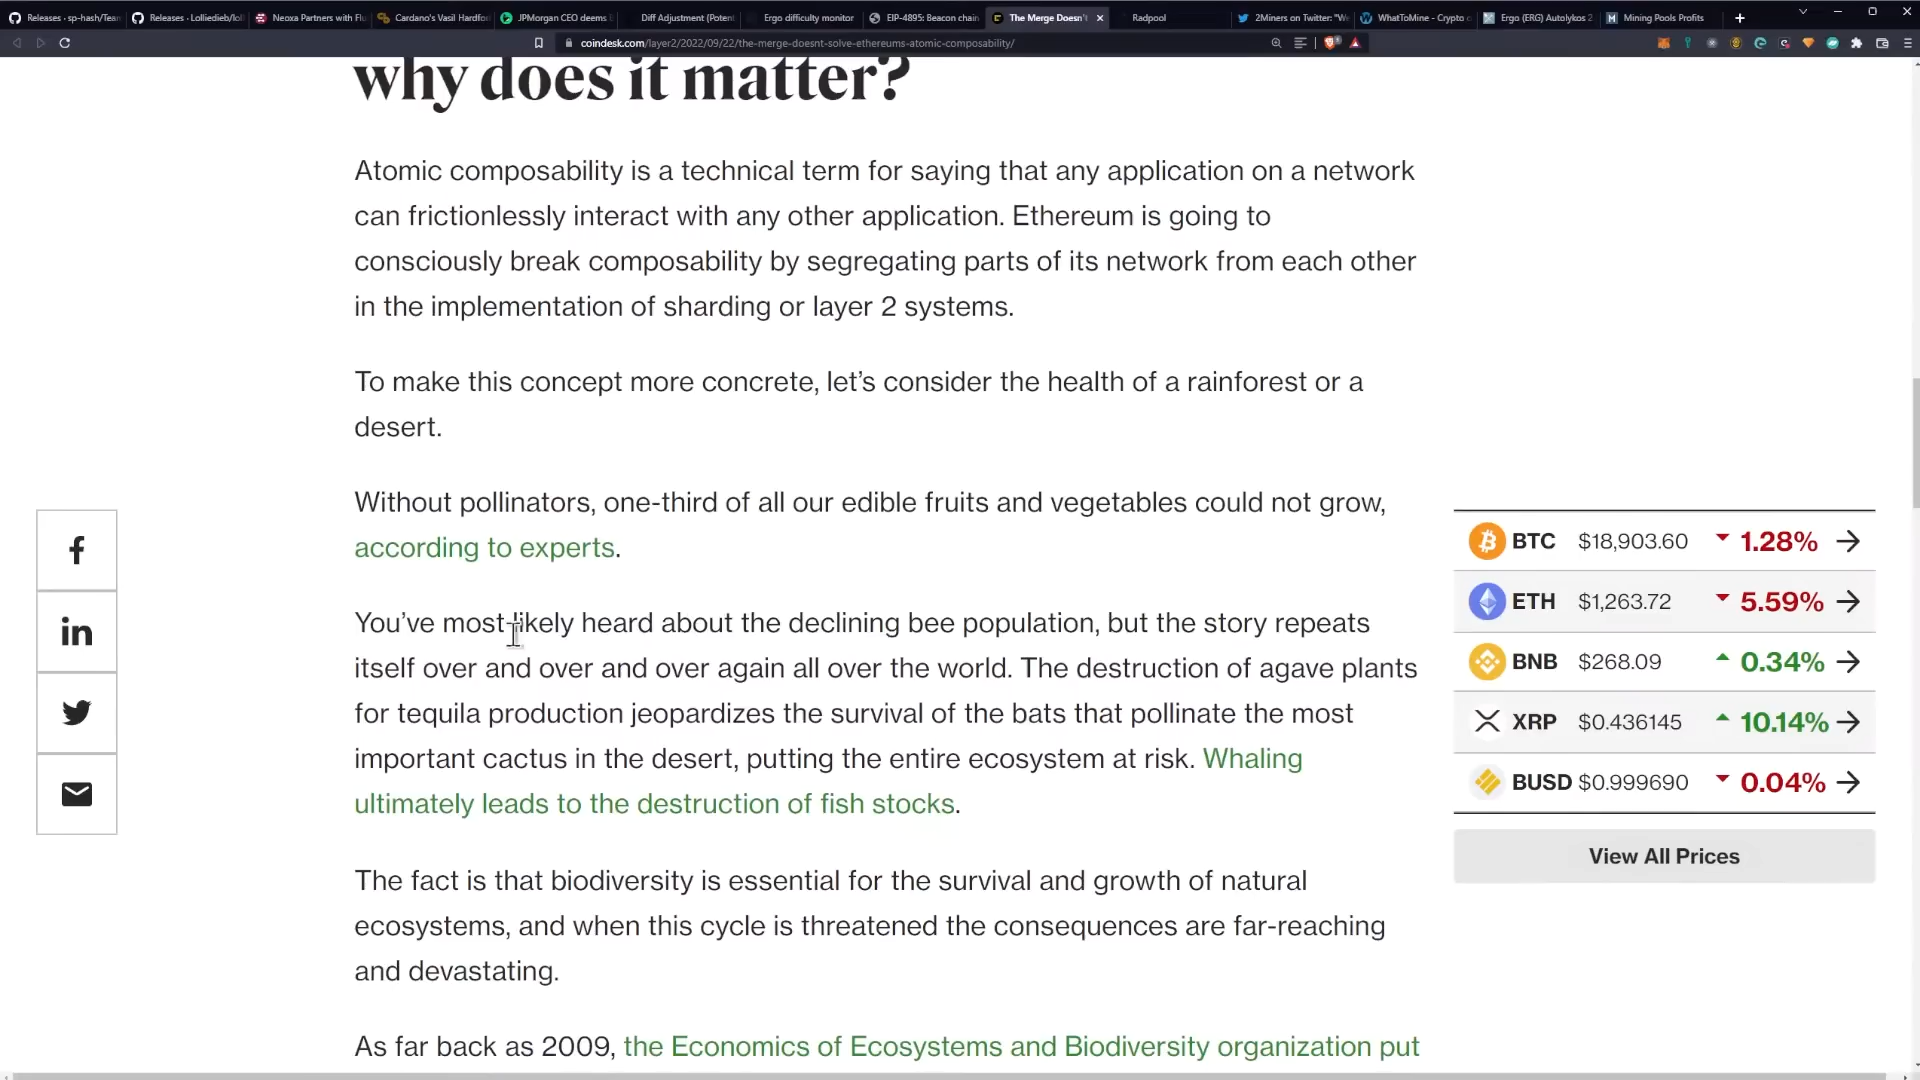 Releases · sp-hash/Tean
Releases · Lolliedieb/lol
Neoxa Partners with Flu
Cardano's Vasil Hardfor
JPMorgan CEO deems
Diff Adjustment (Potent
Ergo difficulty monitor
EIP-4895: Beacon chain
The Merge Doesn't
Radpool
2Miners on Twitter: "We
WhatToMine - Crypto c
Ergo (ERG) Autolykos 2
Mining Pools Profits
coindesk.com/layer2/2022/09/22/the-merge-doesnt-solve-ethereums-atomic-composability/
why does it matter?
Atomic composability is a technical term for saying that any application on a network
can frictionlessly interact with any other application. Ethereum is going to
consciously break composability by segregating parts of its network from each other
in the implementation of sharding or layer 2 systems.
To make this concept more concrete, let's consider the health of a rainforest or a
desert.
Without pollinators, one-third of all our edible fruits and vegetables could not grow,
according to experts.
You've most likely heard about the declining bee population, but the story repeats
itself over and over and over again all over the world. The destruction of agave plants
for tequila production jeopardizes the survival of the bats that pollinate the most
important cactus in the desert, putting the entire ecosystem at risk. Whaling
ultimately leads to the destruction of fish stocks.
The fact is that biodiversity is essential for the survival and growth of natural
ecosystems, and when this cycle is threatened the consequences are far-reaching
and devastating.
As far back as 2009, the Economics of Ecosystems and Biodiversity organization put
BTC $18,903.60 1.28%
ETH $1,263.72 5.59%
BNB $268.09 0.34%
XRP $0.436145 10.14%
BUSD $0.999690 0.04%
View All Prices